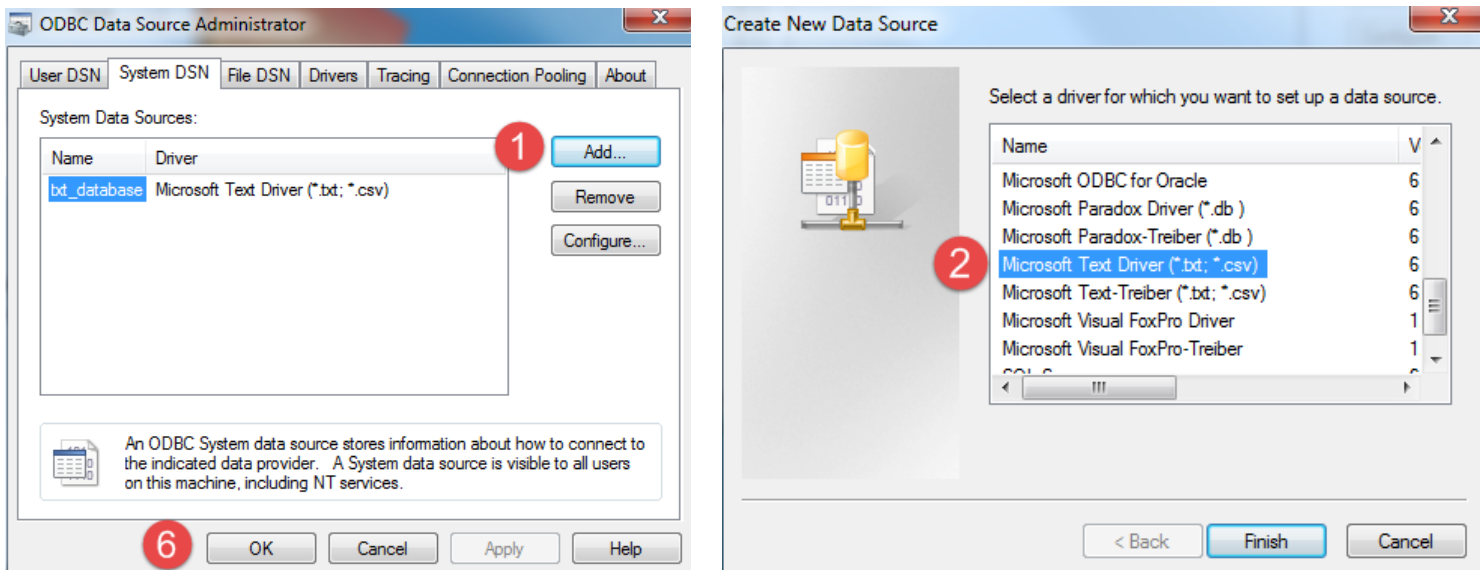 ODBC Data Source Administrator
X
User DSN System DSN File DSN Drivers Tracing Connection Pooling About
System Data Sources:
Name Driver
txt_database Microsoft Text Driver (*.txt; *.csv)
1
Add...
Remove
Configure...
An ODBC System data source stores information about how to connect to
the indicated data provider. A System data source is visible to all users
on this machine, including NT services.
6
OK Cancel Apply Help
Create New Data Source
X
Select a driver for which you want to set up a data source.
Name V
Microsoft ODBC for Oracle 6
Microsoft Paradox Driver (*.db ) 6
Microsoft Paradox-Treiber (*.db ) 6
2
Microsoft Text Driver (*.txt; *.csv) 6
Microsoft Text-Treiber (*.txt; *.csv) 6
Microsoft Visual FoxPro Driver 1
Microsoft Visual FoxPro-Treiber 1
< Back Finish Cancel